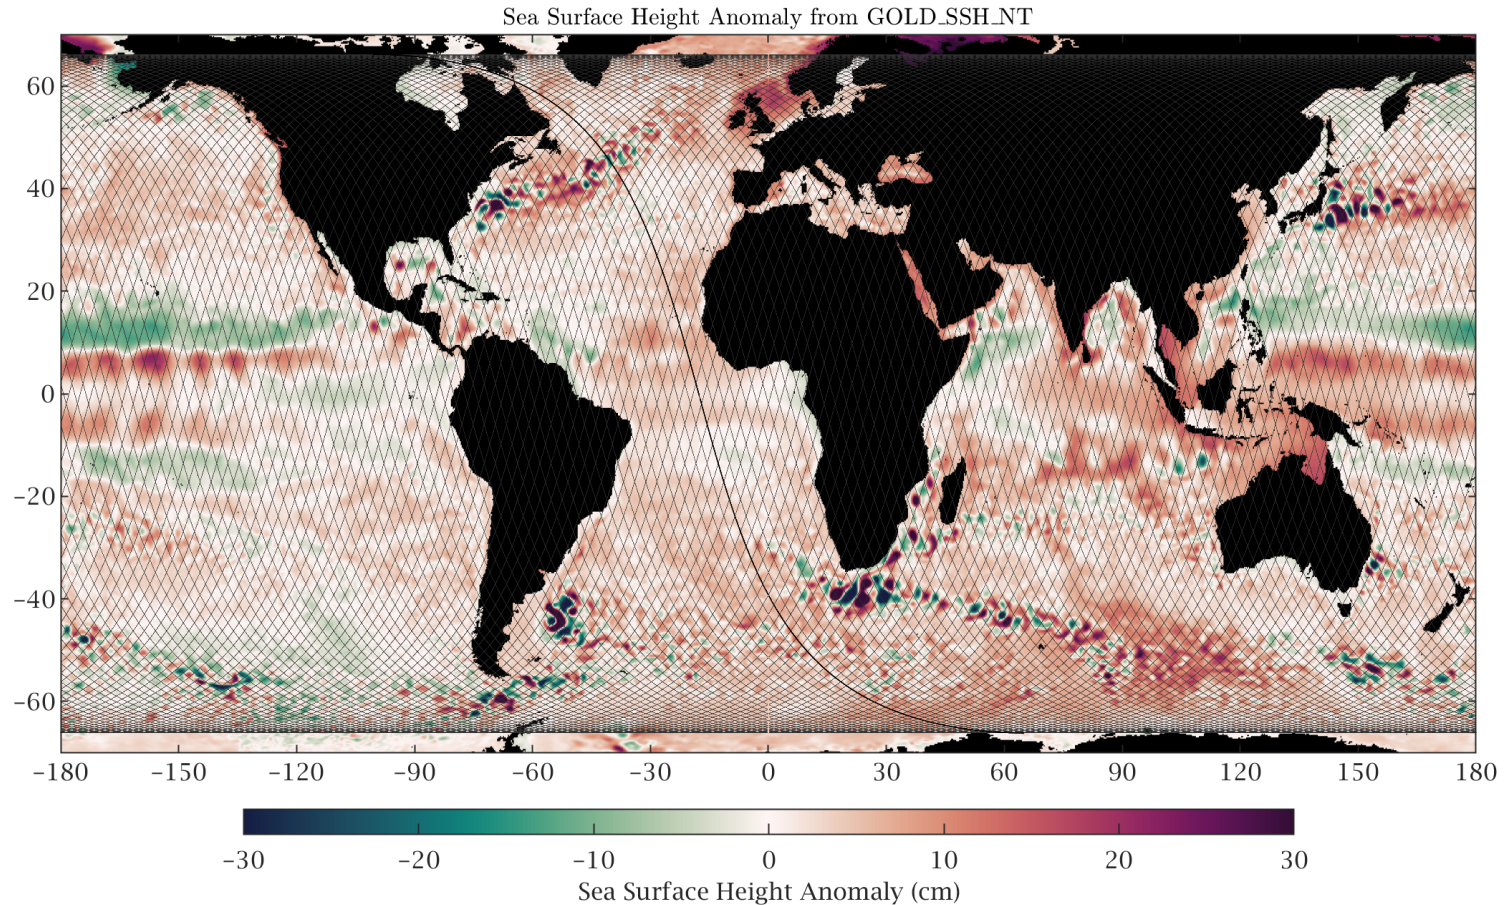 Sea Surface Height Anomaly from GOLD_SSH_NT
60
40
20
0
−20
−40
−60
−180 −150 −120 −90 −60 −30 0 30 60 90 120 150 180
−30 −20 −10 0 10 20 30
Sea Surface Height Anomaly (cm)